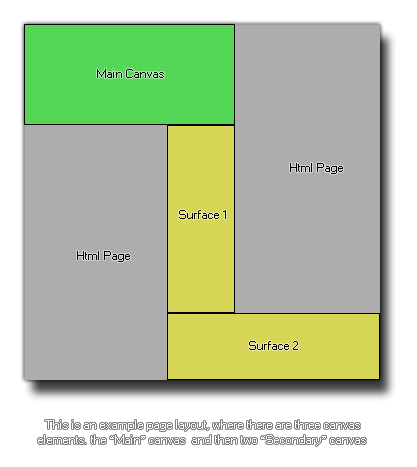 Main Canvas
Html Page
Surface 1
Html Page
Surface 2
This is an example page layout, where there are three canvas
elements. the "Main" canvas and then two "Secondary" canvas